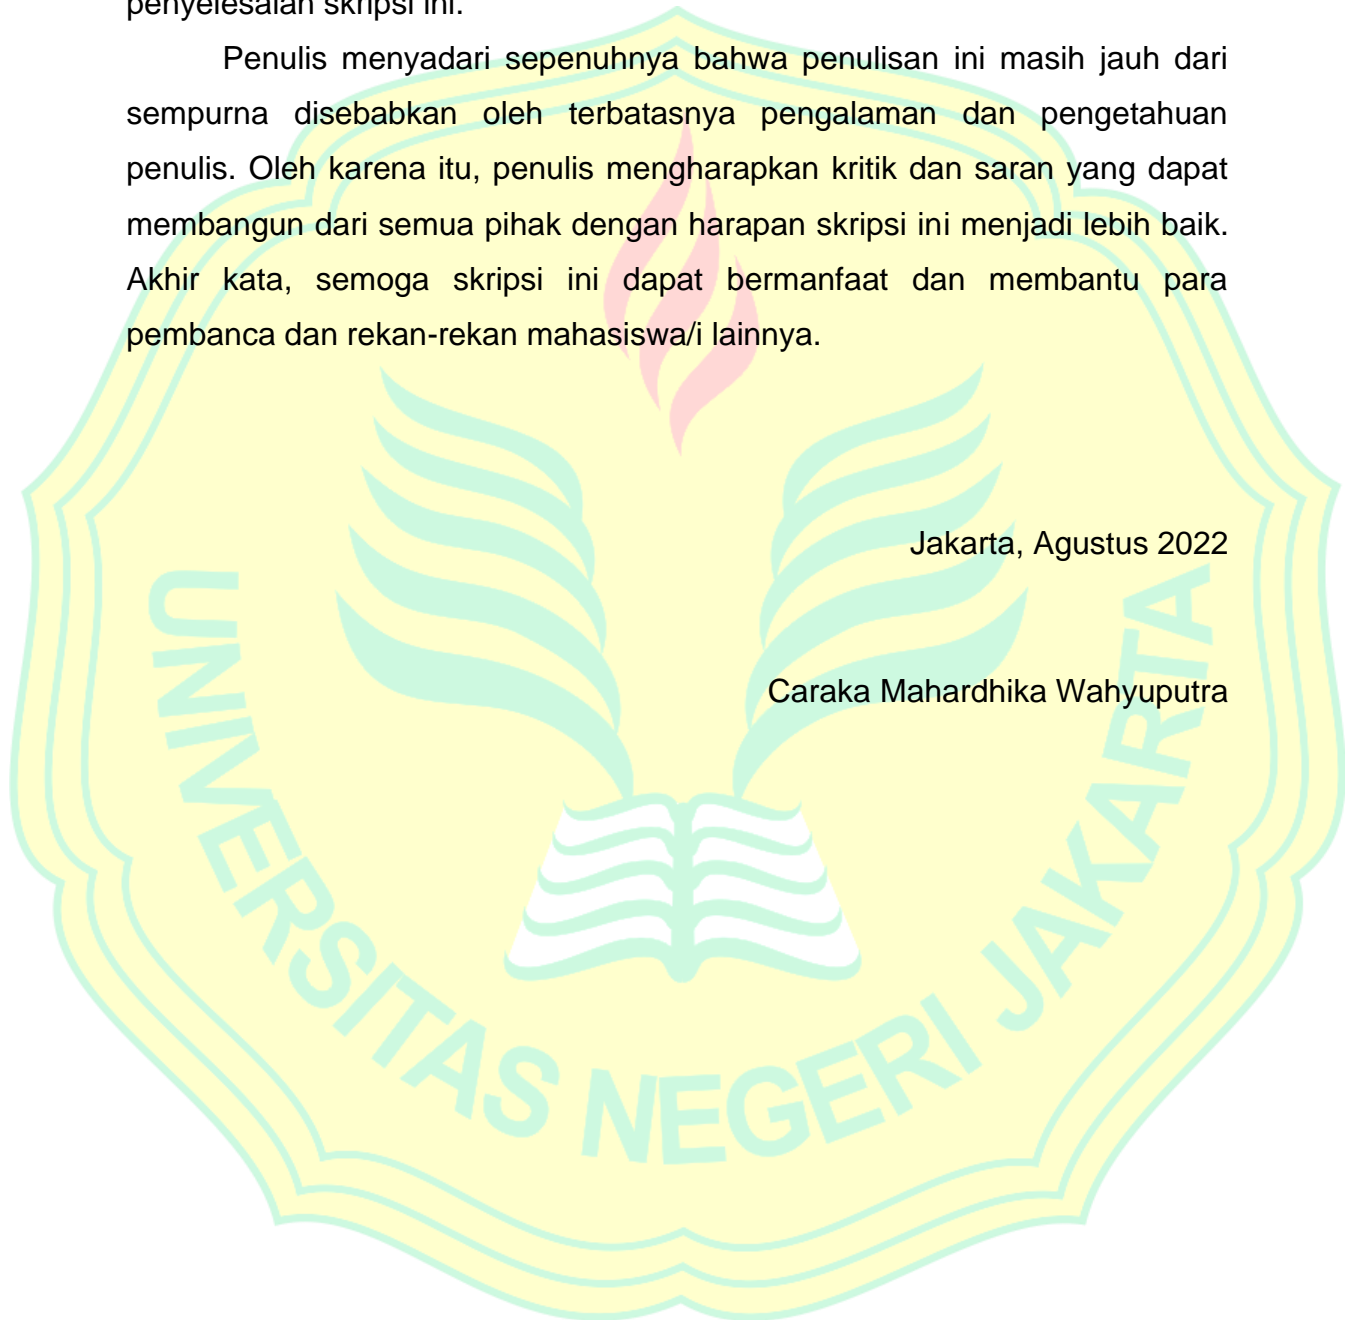 penyelesaian skripsi ini.
Penulis menyadari sepenuhnya bahwa penulisan ini masih jauh dari
sempurna disebabkan oleh terbatasnya pengalaman dan pengetahuan
penulis. Oleh karena itu, penulis mengharapkan kritik dan saran yang dapat
membangun dari semua pihak dengan harapan skripsi ini menjadi lebih baik.
Akhir kata, semoga skripsi ini dapat bermanfaat dan membantu para
pembanca dan rekan-rekan mahasiswa/i lainnya.
Jakarta, Agustus 2022
Caraka Mahardhika Wahyuputra
UNIVERSITAS NEGERI JAKARTA